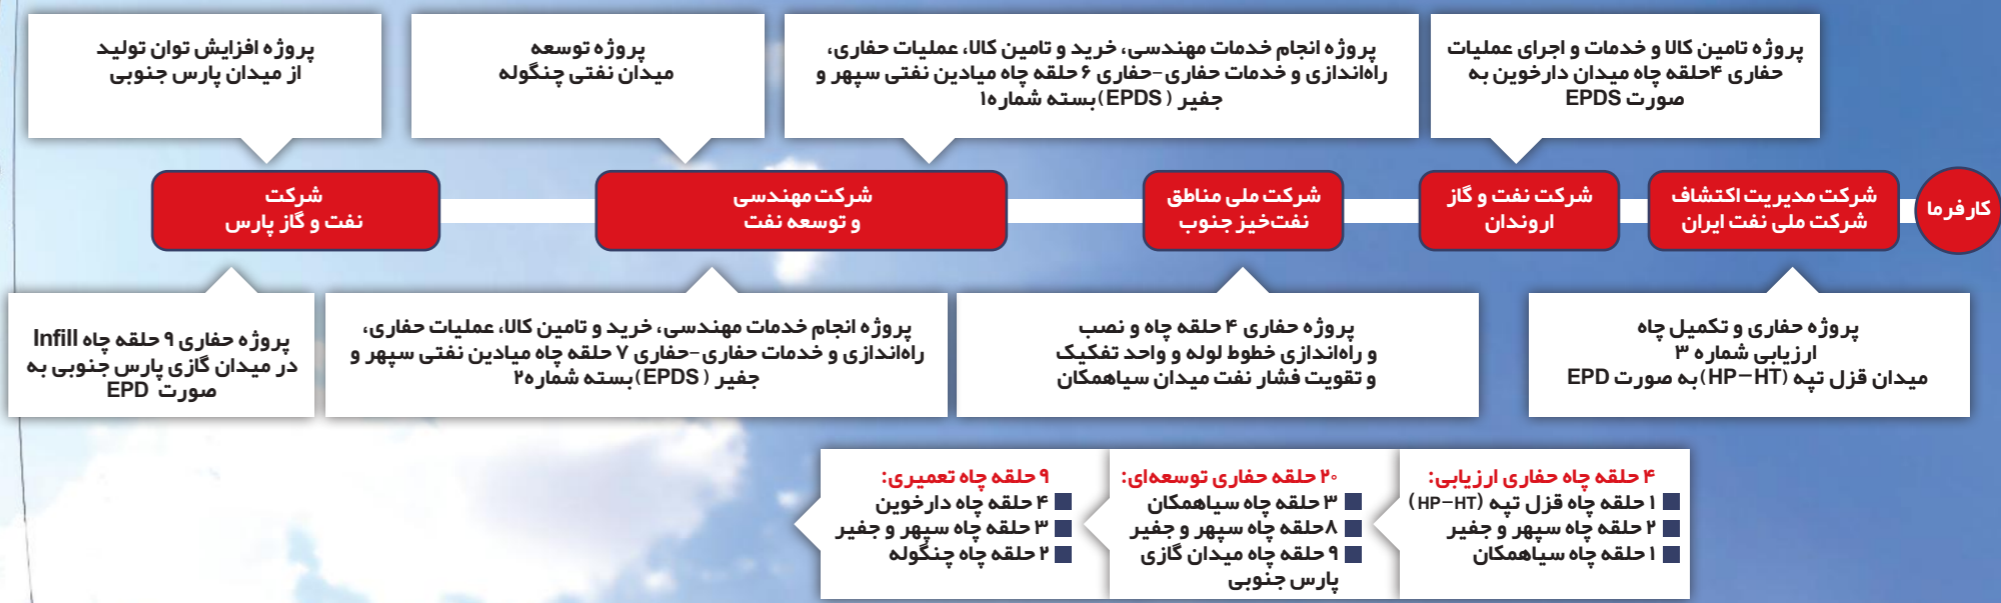 پروژه تامین کالا و خدمات و اجرای عملیات
حفاری ۴حلقه چاه میدان دارخوین به
صورت EPDS
پروژه انجام خدمات مهندسی، خرید و تامین کالا، عملیات حفاری،
راه‌اندازی و خدمات حفاری-حفاری ۶ حلقه چاه میادین نفتی سپهر و
جفیر (EPDS) بسته شماره۱
پروژه توسعه
میدان نفتی چنگوله
پروژه افزایش توان تولید
از میدان پارس جنوبی
کارفرما
شرکت مدیریت اکتشاف
شرکت ملی نفت ایران
شرکت نفت و گاز
اروندان
شرکت ملی مناطق
نفت‌خیز جنوب
شرکت مهندسی
و توسعه نفت
شرکت
نفت و گاز پارس
پروژه حفاری و تکمیل چاه
ارزیابی شماره ۳
میدان قزل تپه (HP-HT) به صورت EPD
پروژه حفاری ۴ حلقه چاه و نصب
و راه‌اندازی خطوط لوله و واحد تفکیک
و تقویت فشار نفت میدان سیاهمکان
پروژه انجام خدمات مهندسی، خرید و تامین کالا، عملیات حفاری،
راه‌اندازی و خدمات حفاری-حفاری ۷ حلقه چاه میادین نفتی سپهر و
جفیر (EPDS) بسته شماره۲
پروژه حفاری ۹ حلقه چاه Infill
در میدان گازی پارس جنوبی به
صورت EPD
۴ حلقه چاه حفاری ارزیابی:
۱ حلقه چاه قزل تپه (HP-HT)
۲ حلقه چاه سپهر و جفیر
۱ حلقه چاه سیاهمکان
۲۰ حلقه حفاری توسعه‌ای:
۳ حلقه چاه سیاهمکان
۸حلقه چاه سپهر و جفیر
۹ حلقه چاه میدان گازی
پارس جنوبی
۹ حلقه چاه تعمیری:
۴ حلقه چاه دارخوین
۳ حلقه چاه سپهر و جفیر
۲ حلقه چاه چنگوله